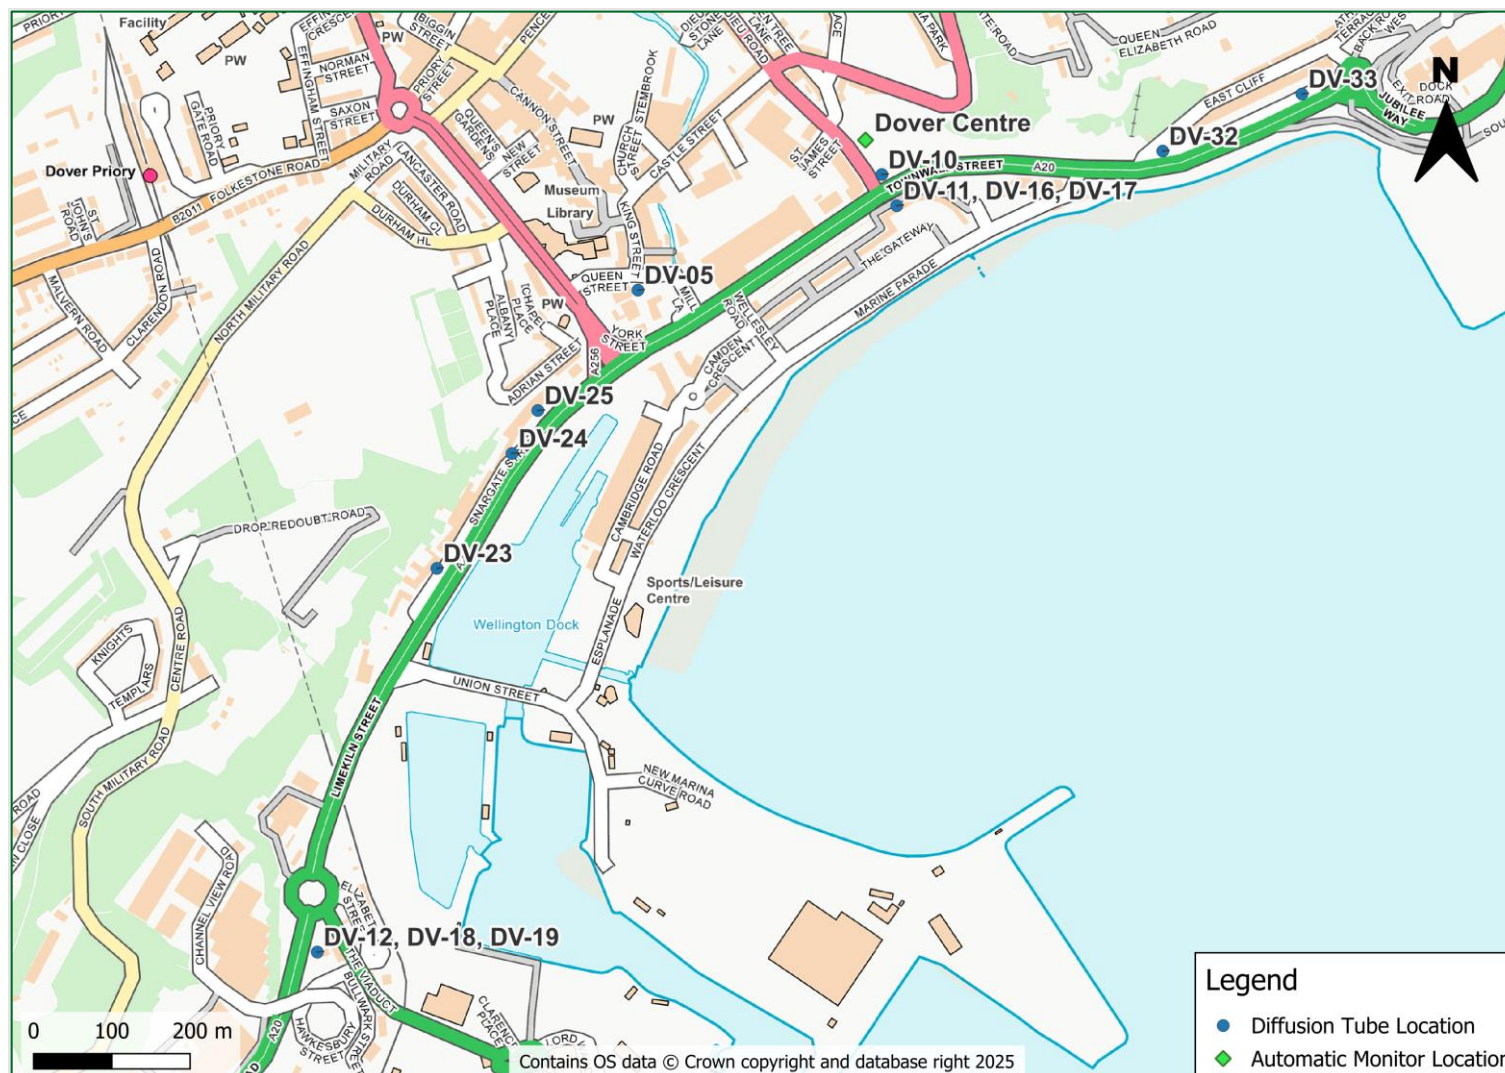 PRIORY
Facility
PW
EFFINGHAM STREET
NORMAN STREET
SAXON STREET
PRIORY GATE ROAD
Dover Priory
ST. JOHN'S ROAD
B2011
FOLKESTONE ROAD
MALVERN ROAD
CLARENDON ROAD
NORTH MILITARY ROAD
MILITARY ROAD
LANCASTER ROAD
DURHAM CL
DURHAM HL
PW
BIGGIN STREET
PRIORY STREET
QUEEN'S GARDENS
NEW STREET
CANNON STREET
Museum
Library
PW
CHURCH STREET
STEMBROOK
CASTLE STREET
KING STREET
QUEEN STREET
DV-05
MILL LA
CHAPEL PLACE
ALBANY PLACE
PW
ADRIAN STREET
YORK STREET
A256
ST. JAMES STREET
Dover Centre
DV-10
TOWNWALL STREET
A20
DV-11, DV-16, DV-17
THE GATEWAY
MARINE PARADE
WELLESLEY ROAD
CAMDEN CRESCENT
QUEEN ELIZABETH ROAD
EAST CLIFF
DV-32
DV-33
N
DOCK ROAD
EXIT
JUBILEE WAY
DV-25
DV-24
SNARGATE
DV-23
CAMBRIDGE ROAD
WATERLOO CRESCENT
DROP REDOUBT ROAD
Sports/Leisure
Centre
Wellington Dock
ESPLANADE
UNION STREET
KNIGHTS
TEMPLARS
CENTRE ROAD
SOUTH MILITARY ROAD
LIMEKILN STREET
NEW MARINA
CURVE ROAD
CHANNEL VIEW ROAD
DV-12, DV-18, DV-19
THE VIADUCT
BULLWARK STREET
HAWKESBURY STREET
A20
CLARENCE PLACE
0 100 200 m
Contains OS data © Crown copyright and database right 2025
Legend
Diffusion Tube Location
Automatic Monitor Location